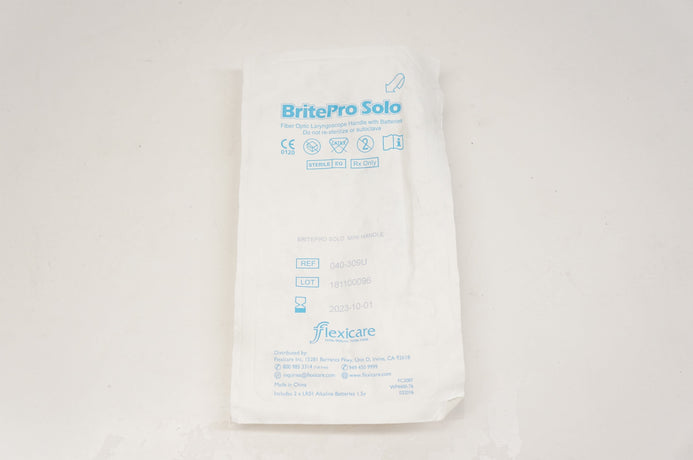 BritePro Solo
Fiber Optic Laryngoscope Handle with Batteries
Do not re-sterilize or autoclave
CE
0120
LATEX
2
i
STERILE EO
Rx Only
BRITEPRO SOLO MINI HANDLE
REF 040-309U
LOT 181100096
2023-10-01
flexicare
Distributed by:
Flexicare Inc. 15281 Barranca Pkwy, Unit D, Irvine, CA 92618
800 985 3314 949 450 9999
inquiries@flexicare.com www.flexicare.com
Made in China
Includes 2 x LR01 Alkaline Batteries 1.5v